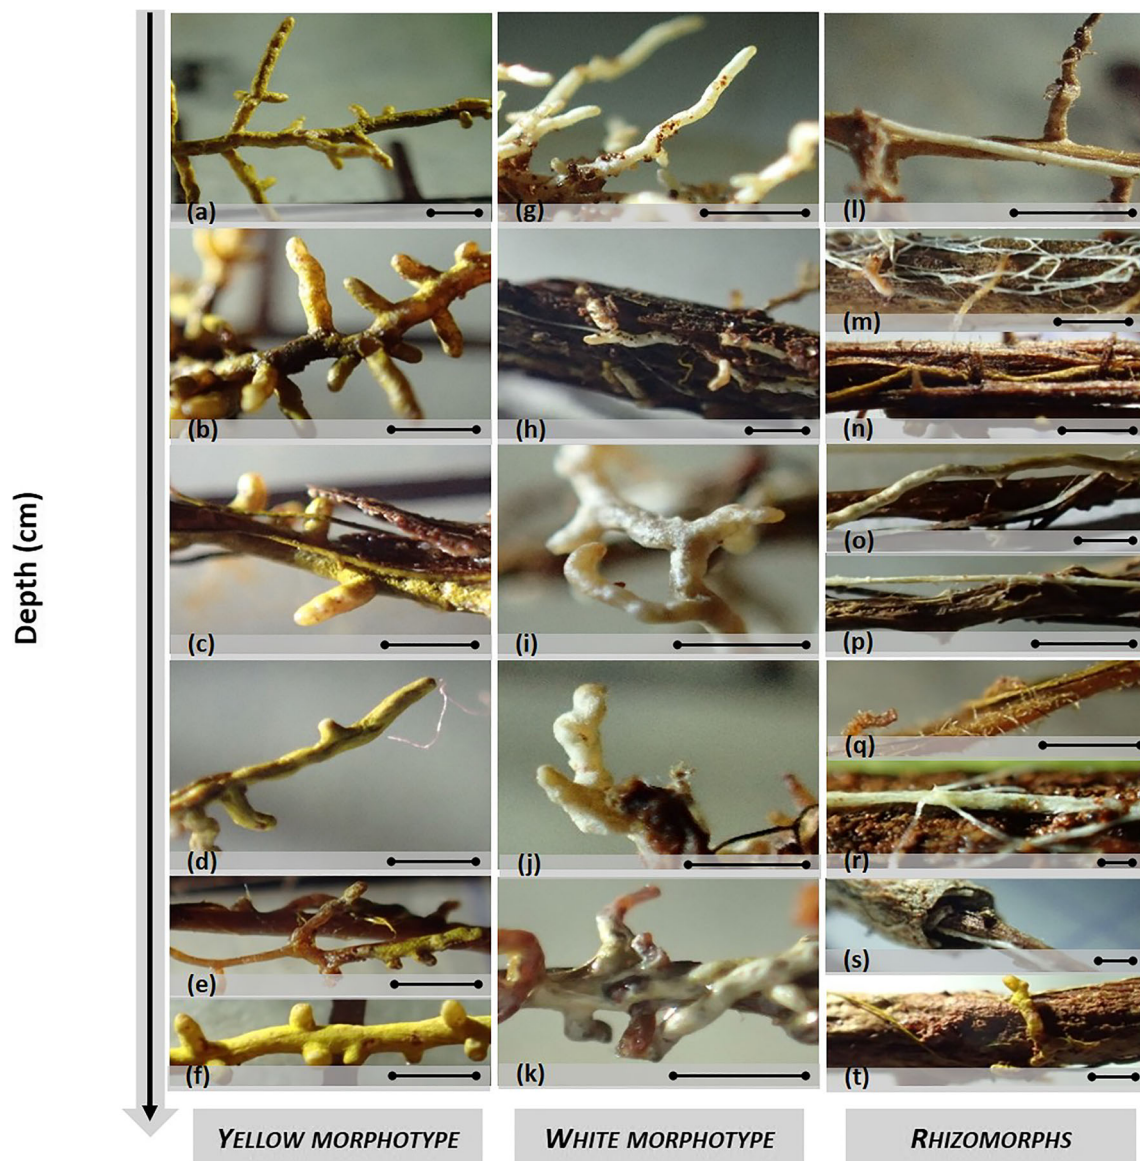 Depth (cm)
(a)
(g)
(l)
(b)
(h)
(m)
(n)
(c)
(i)
(o)
(p)
(d)
(j)
(q)
(r)
(e)
(k)
(s)
(f)
(t)
YELLOW MORPHOTYPE
WHITE MORPHOTYPE
RHIZOMORPHS